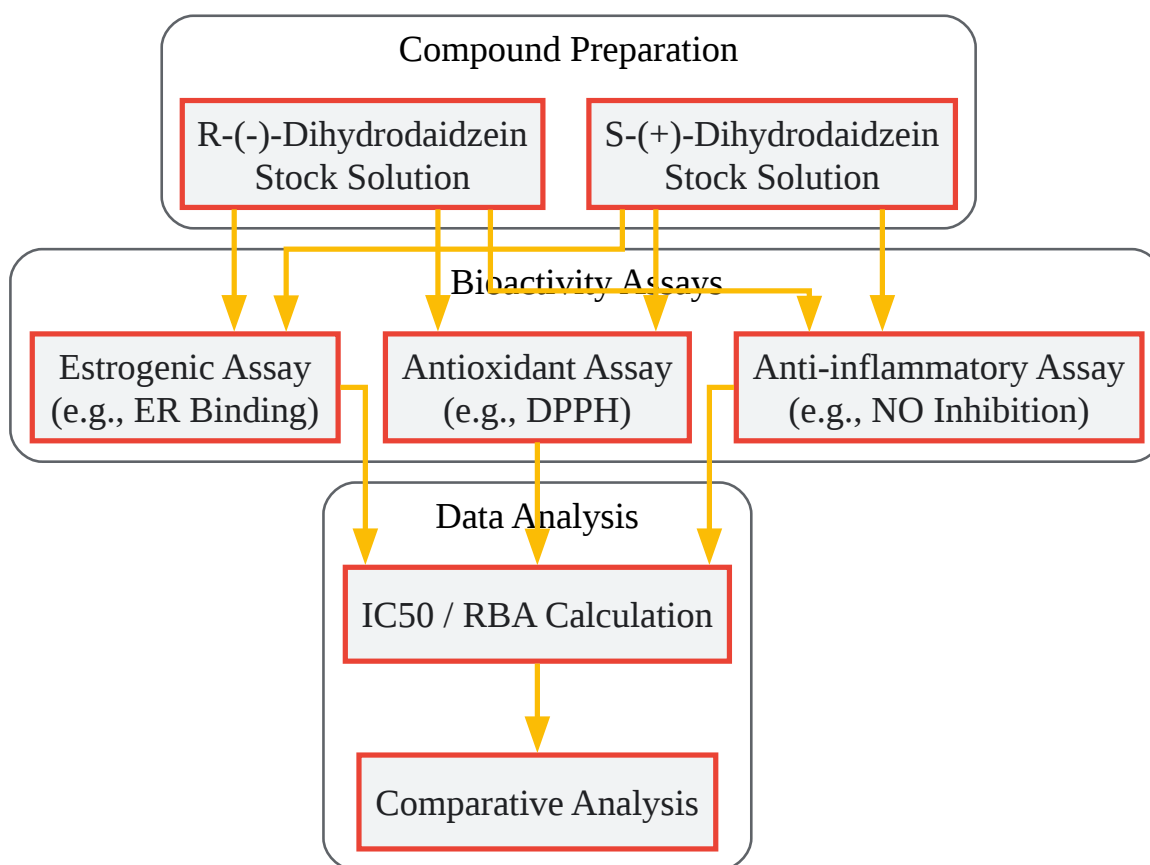 Compound Preparation
R-(-)-Dihydrodaidzein
Stock Solution
S-(+)-Dihydrodaidzein
Stock Solution
Bioactivity Assays
Estrogenic Assay
(e.g., ER Binding)
Antioxidant Assay
(e.g., DPPH)
Anti-inflammatory Assay
(e.g., NO Inhibition)
Data Analysis
IC50 / RBA Calculation
Comparative Analysis